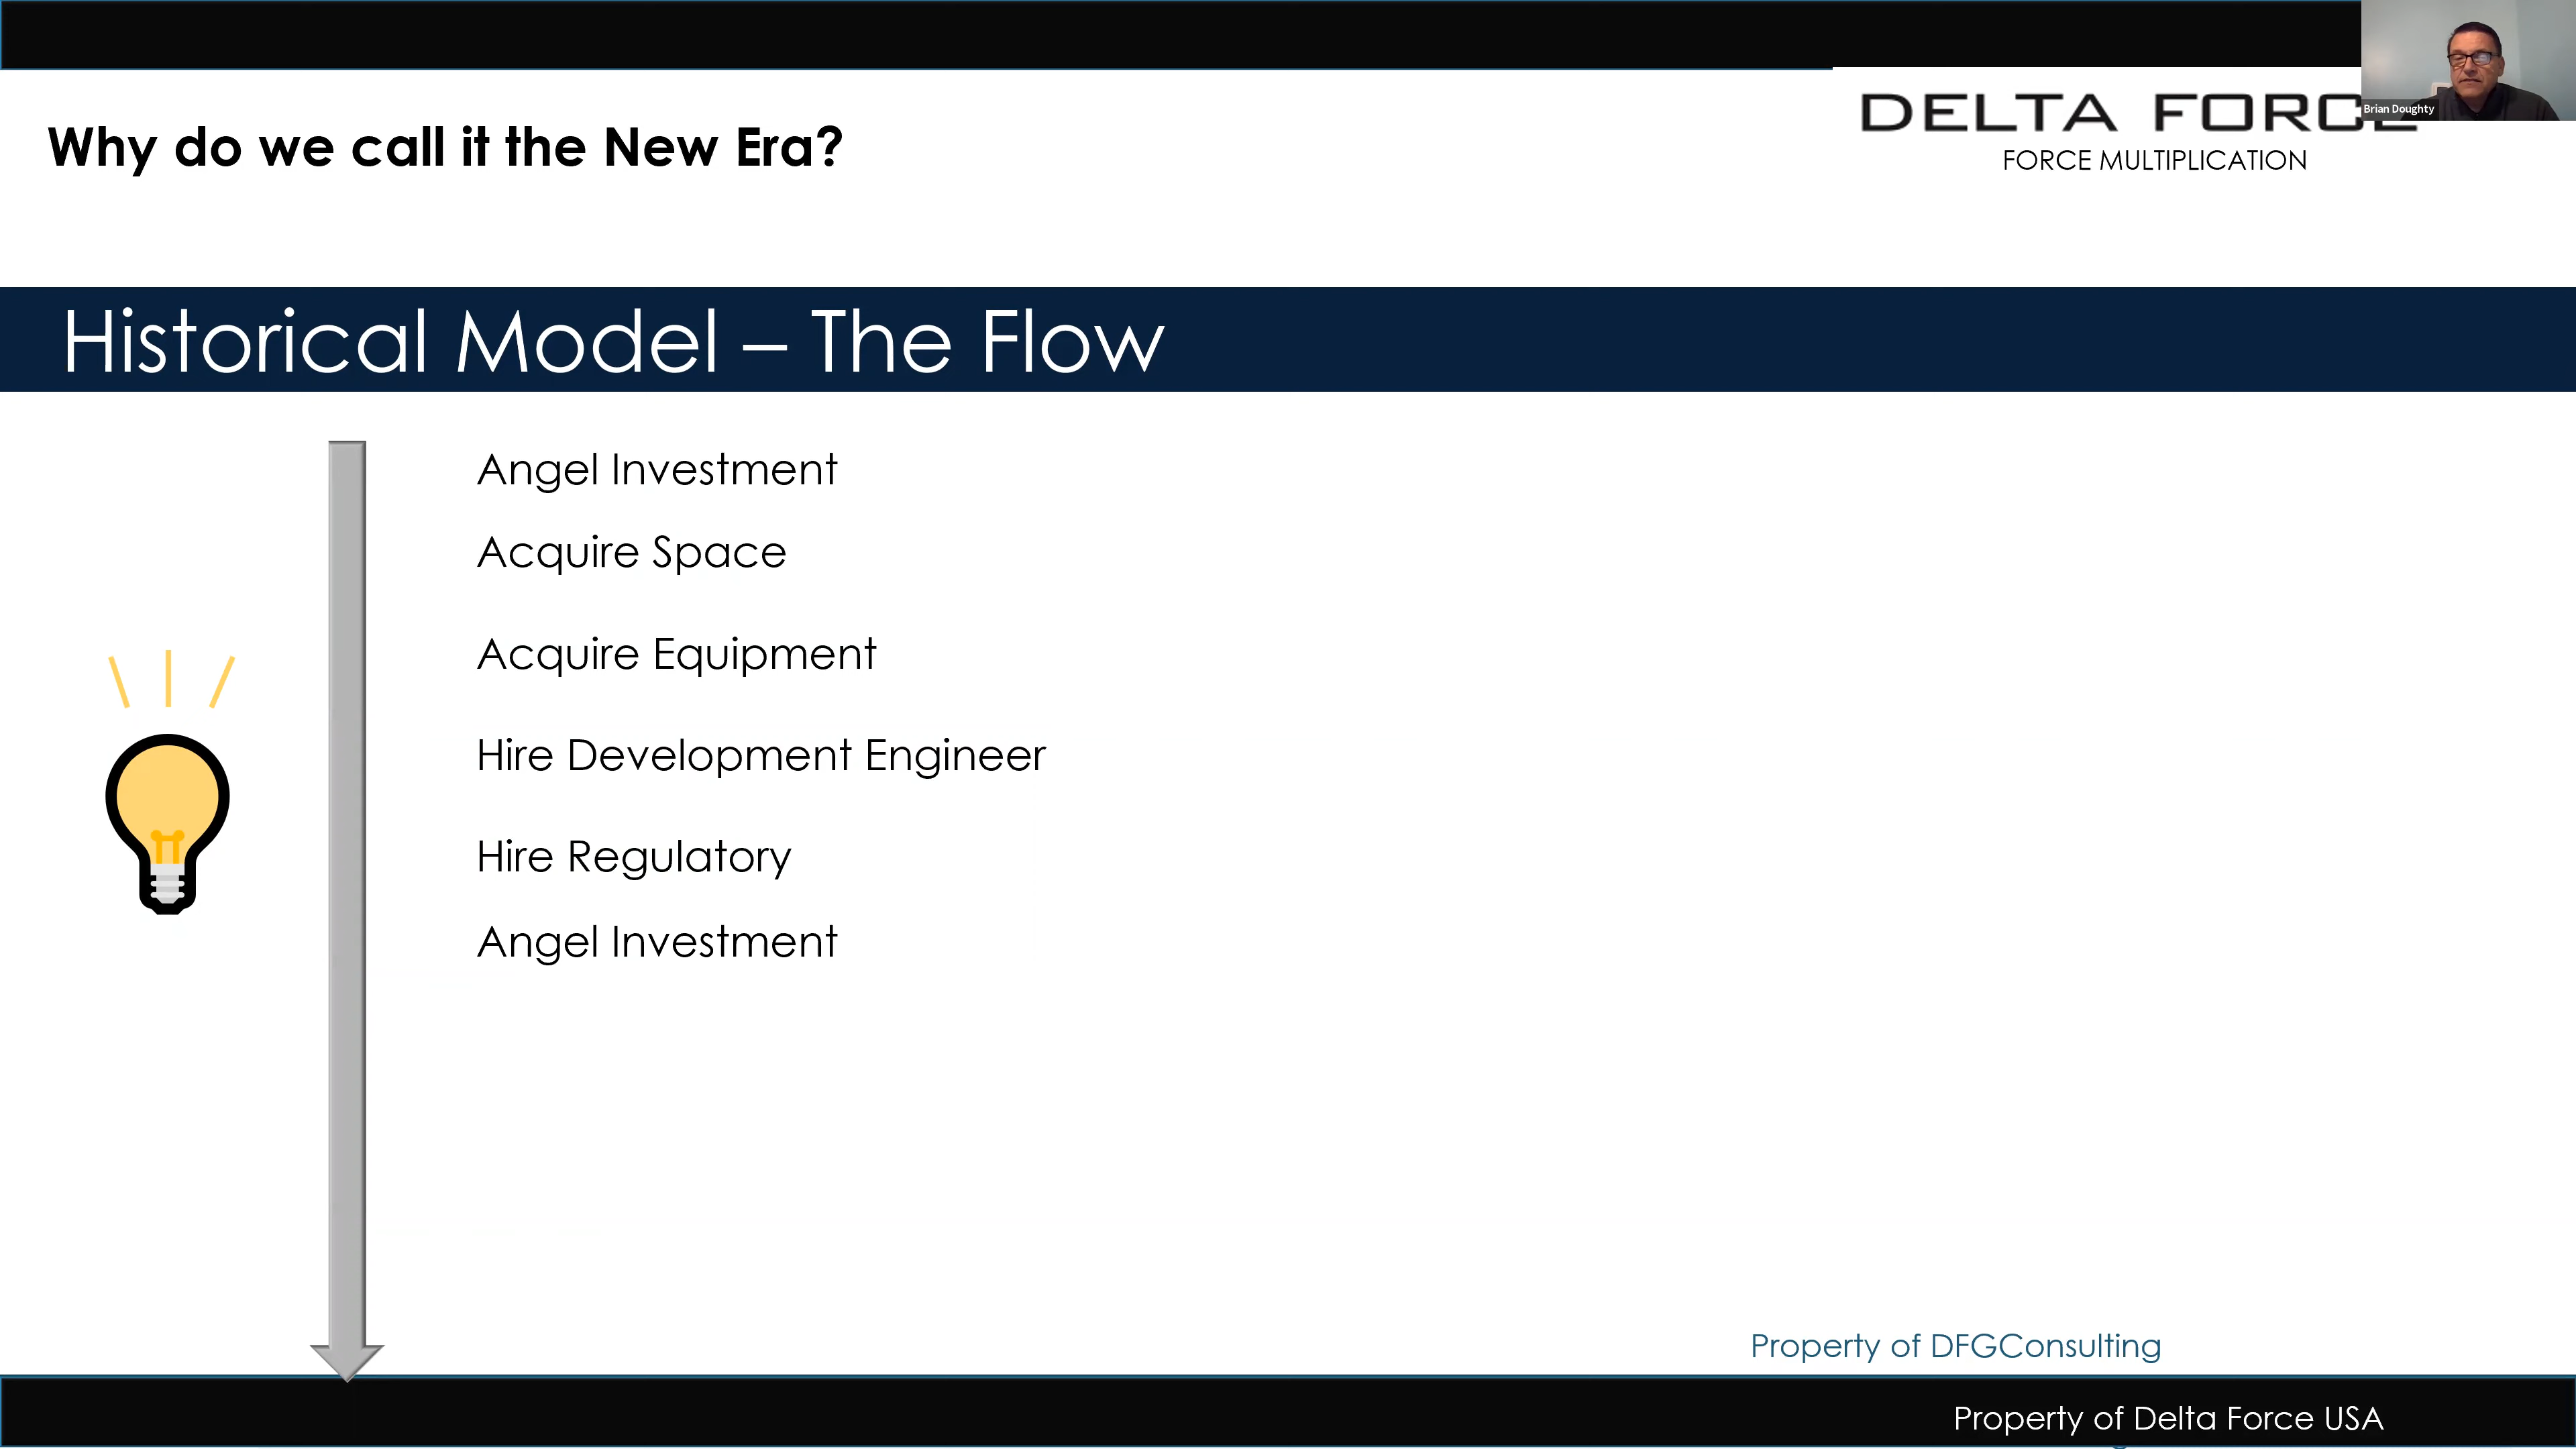 Brian Doughty
DELTA FORCE
FORCE MULTIPLICATION
Why do we call it the New Era?
Historical Model – The Flow
Angel Investment
Acquire Space
Acquire Equipment
Hire Development Engineer
Hire Regulatory
Angel Investment
Property of DFGConsulting
Property of Delta Force USA